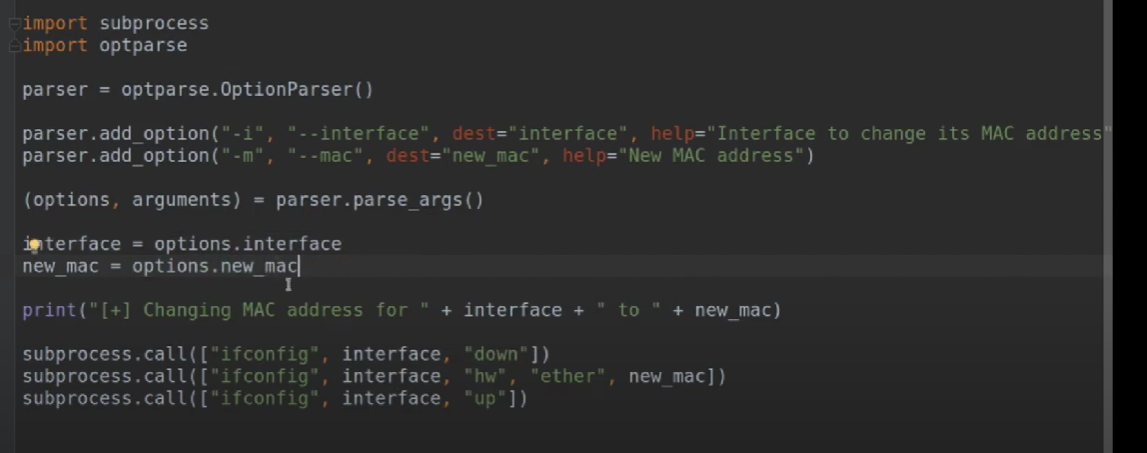 import subprocess
import optparse
parser = optparse.OptionParser()
parser.add_option("-i", "--interface", dest="interface", help="Interface to change its MAC address"
parser.add_option("-m", "--mac", dest="new_mac", help="New MAC address")
(options, arguments) = parser.parse_args()
interface = options.interface
new_mac = options.new_mac
print("[+] Changing MAC address for " + interface + " to " + new_mac)
subprocess.call(["ifconfig", interface, "down"])
subprocess.call(["ifconfig", interface, "hw", "ether", new_mac])
subprocess.call(["ifconfig", interface, "up"])